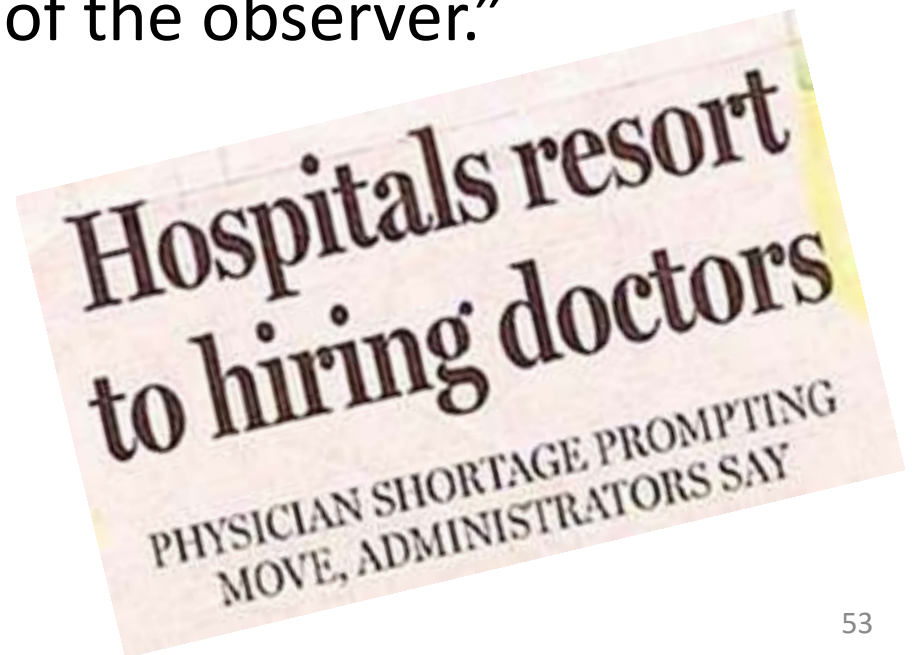 of the observer.”
Hospitals resort
to hiring doctors
PHYSICIAN SHORTAGE PROMPTING
MOVE, ADMINISTRATORS SAY
53